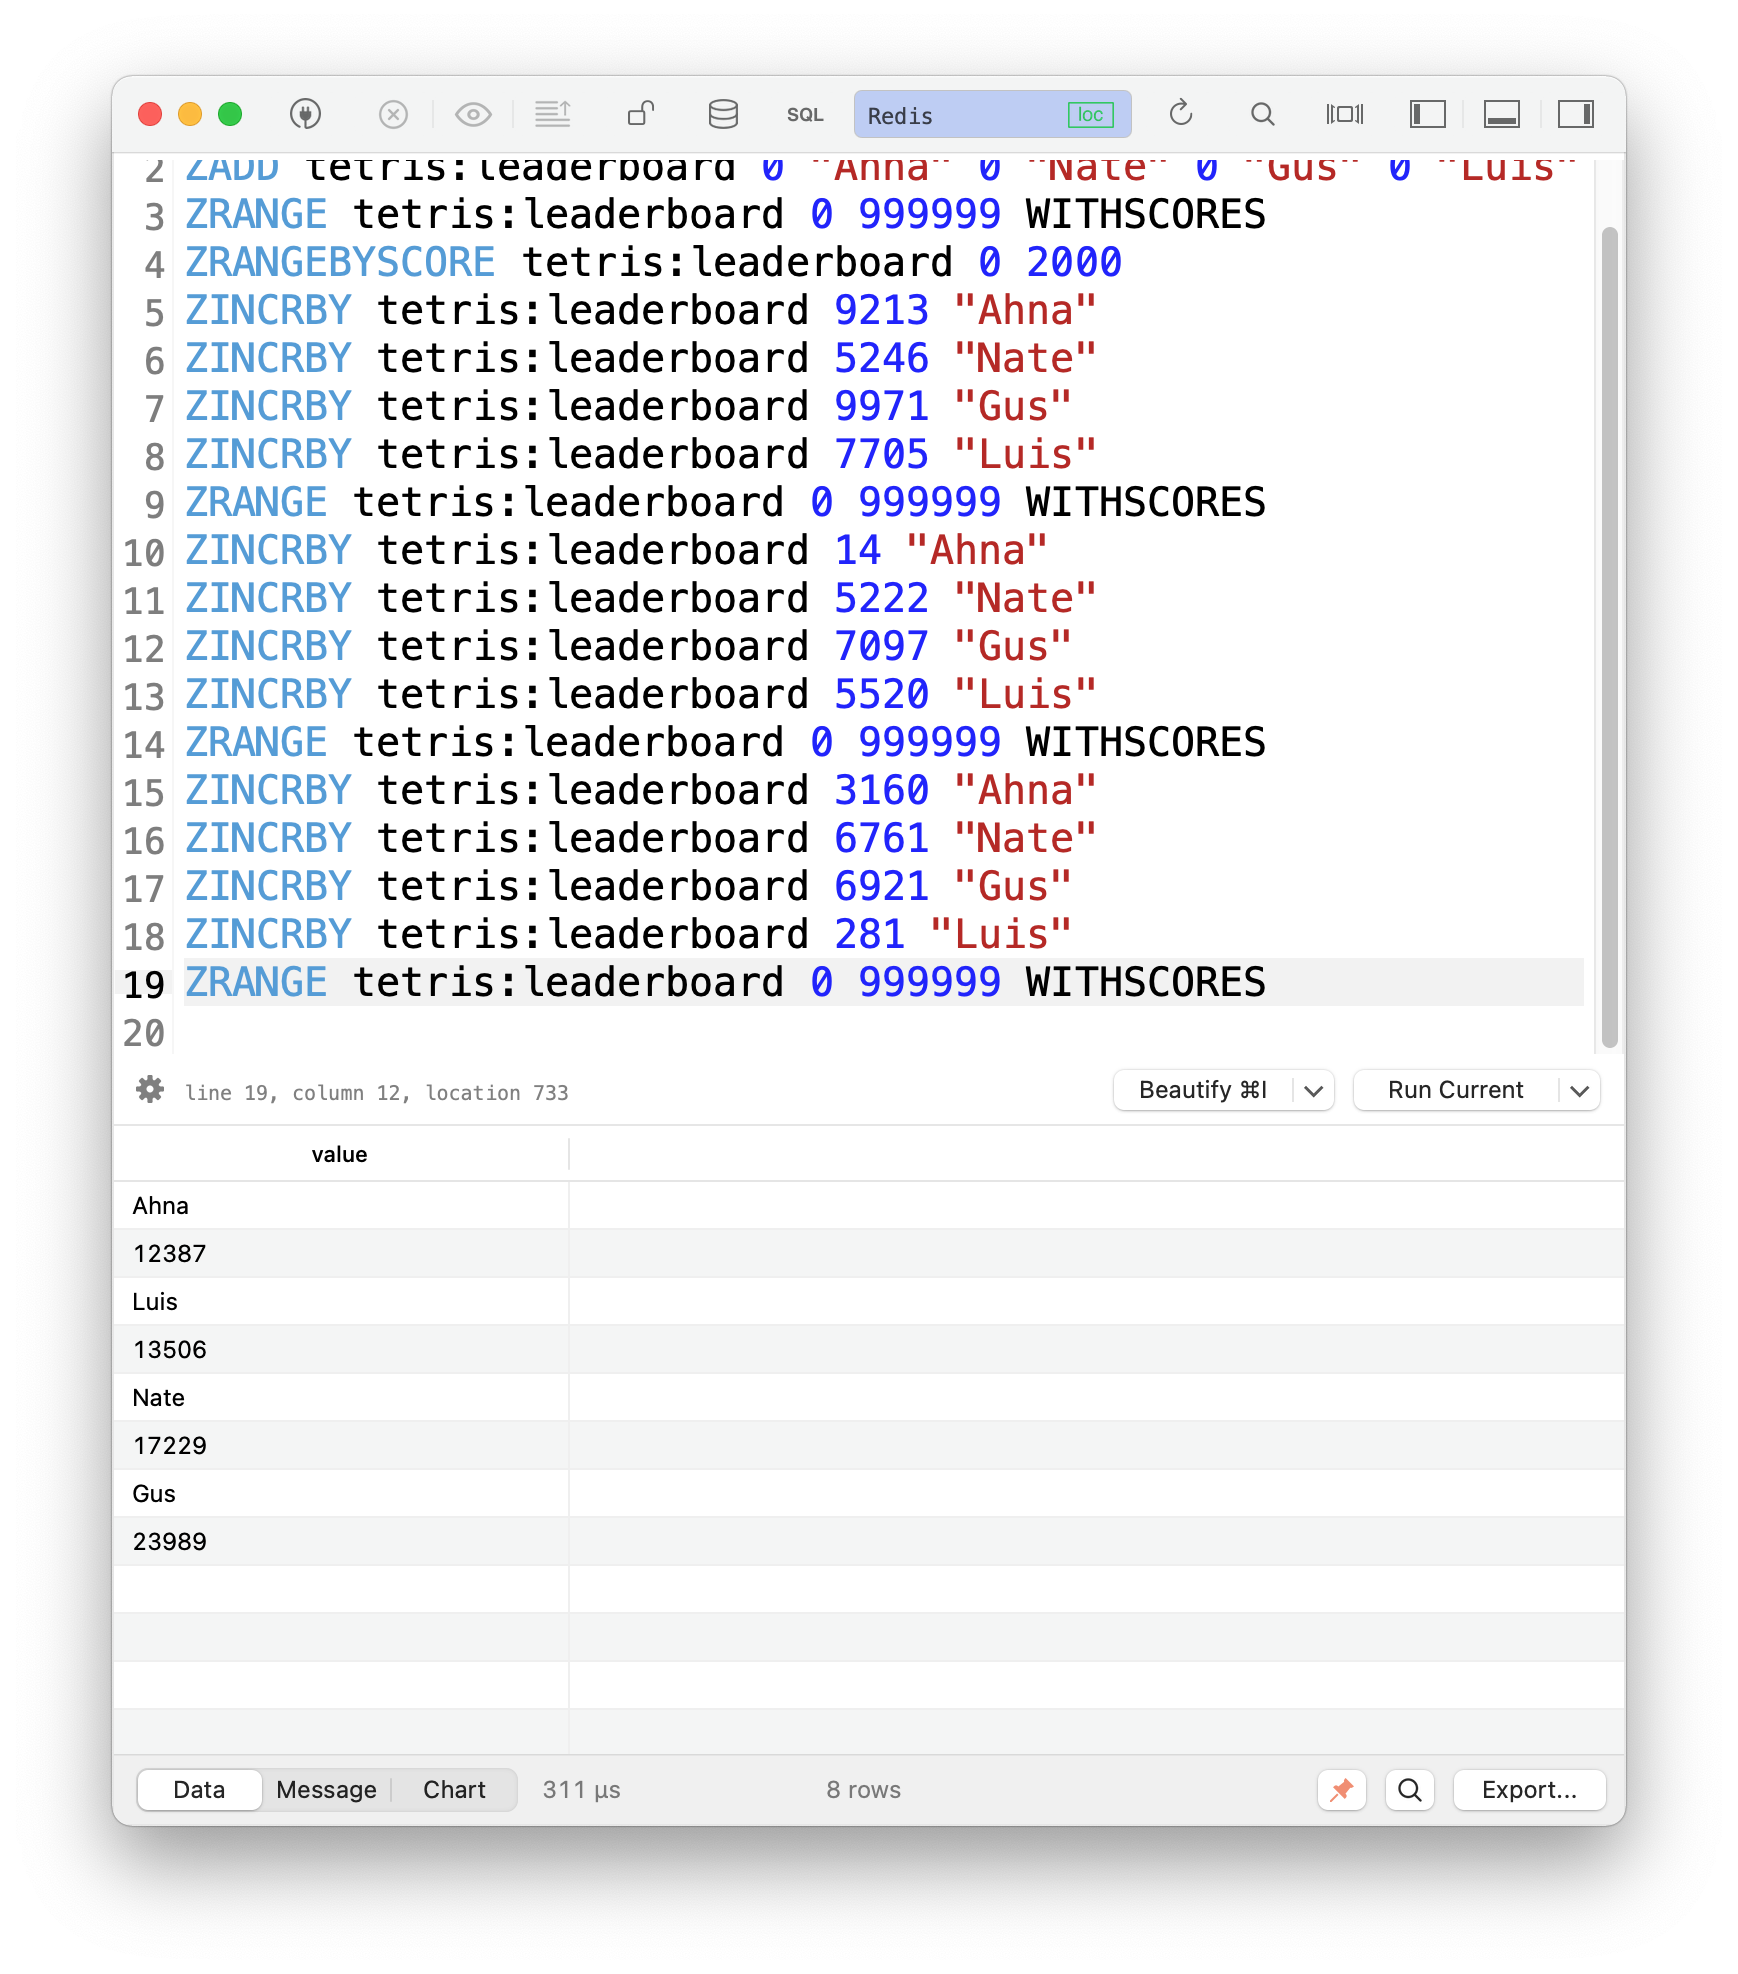 SQL Redis loc
2 ZADD tetris:leaderboard 0 "Ahna" 0 "Nate" 0 "Gus" 0 "Luis"
3 ZRANGE tetris:leaderboard 0 999999 WITHSCORES
4 ZRANGEBYSCORE tetris:leaderboard 0 2000
5 ZINCRBY tetris:leaderboard 9213 "Ahna"
6 ZINCRBY tetris:leaderboard 5246 "Nate"
7 ZINCRBY tetris:leaderboard 9971 "Gus"
8 ZINCRBY tetris:leaderboard 7705 "Luis"
9 ZRANGE tetris:leaderboard 0 999999 WITHSCORES
10 ZINCRBY tetris:leaderboard 14 "Ahna"
11 ZINCRBY tetris:leaderboard 5222 "Nate"
12 ZINCRBY tetris:leaderboard 7097 "Gus"
13 ZINCRBY tetris:leaderboard 5520 "Luis"
14 ZRANGE tetris:leaderboard 0 999999 WITHSCORES
15 ZINCRBY tetris:leaderboard 3160 "Ahna"
16 ZINCRBY tetris:leaderboard 6761 "Nate"
17 ZINCRBY tetris:leaderboard 6921 "Gus"
18 ZINCRBY tetris:leaderboard 281 "Luis"
19 ZRANGE tetris:leaderboard 0 999999 WITHSCORES
20
line 19, column 12, location 733 Beautify ⌘I Run Current
value
Ahna
12387
Luis
13506
Nate
17229
Gus
23989
Data Message Chart 311 µs 8 rows Export...